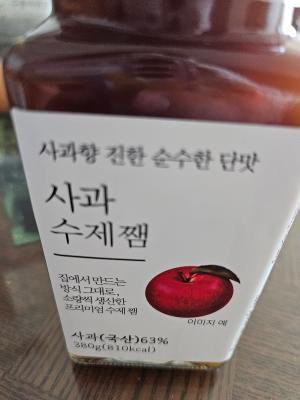 사과향 진한 순수한 단맛
사과
수제잼
집에서 만드는
방식 그대로,
소량씩 생산한
프리미엄 수제 잼
이미지 예
사과(국산)63%
380g(810kcal)